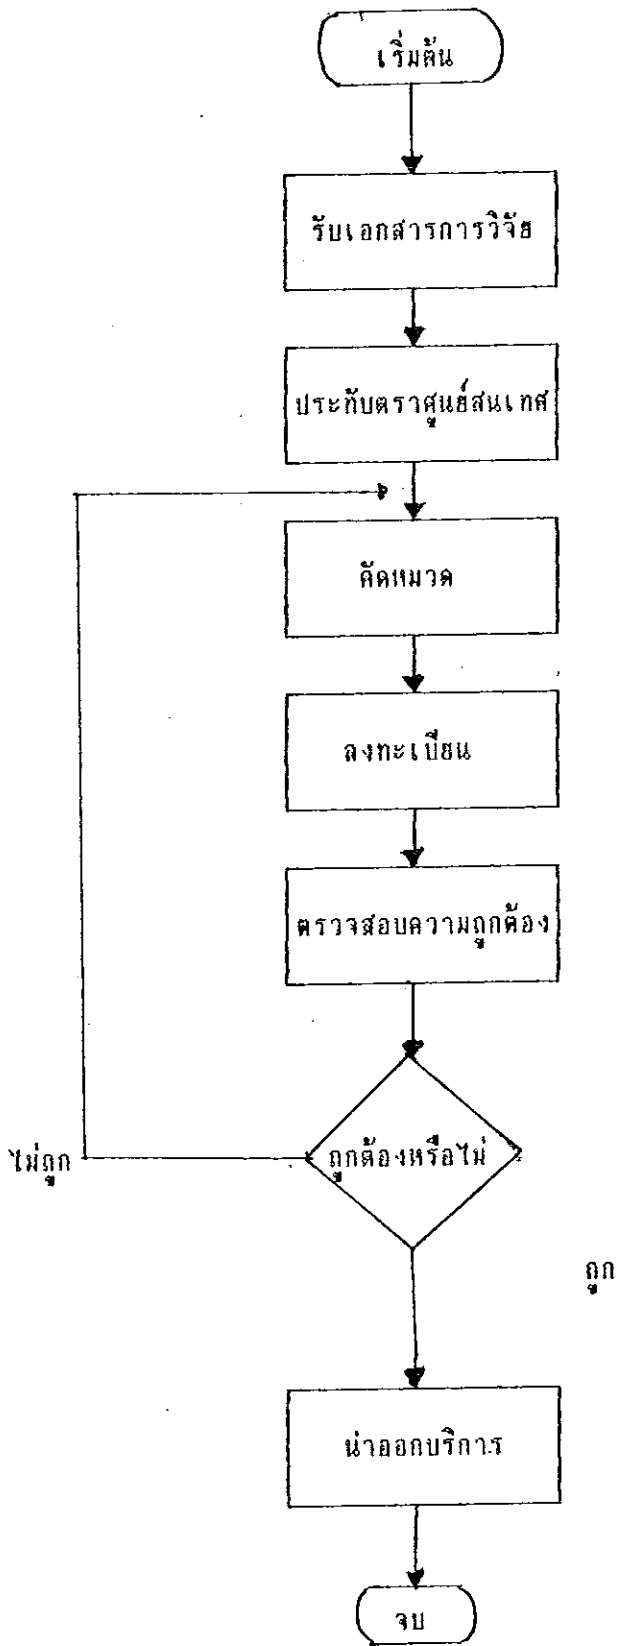 เริ่มต้น
รับเอกสารการวิจัย
ประทับตราศูนย์สนเทศ
คัดหมวด
ลงทะเบียน
ตรวจสอบความถูกต้อง
ถูกต้องหรือไม่
ไม่ถูก
ถูก
นำออกบริการ
จบ